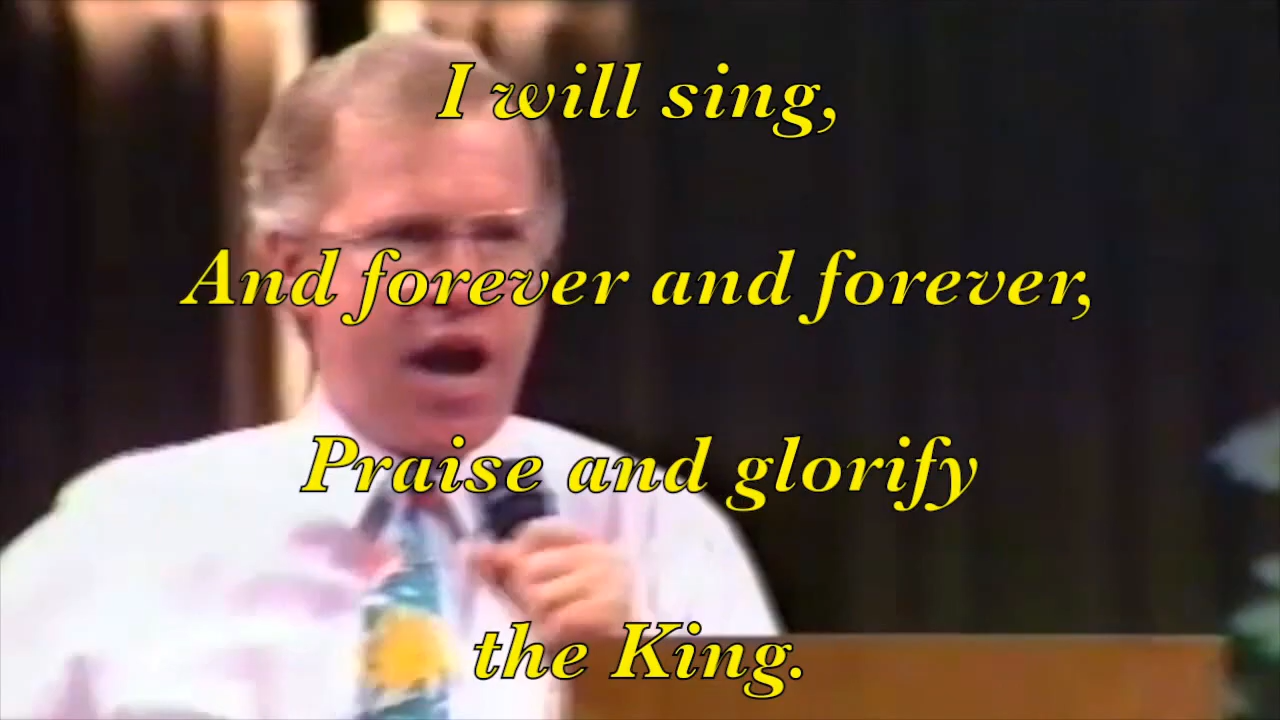 I will sing,
And forever and forever,
Praise and glorify
the King.